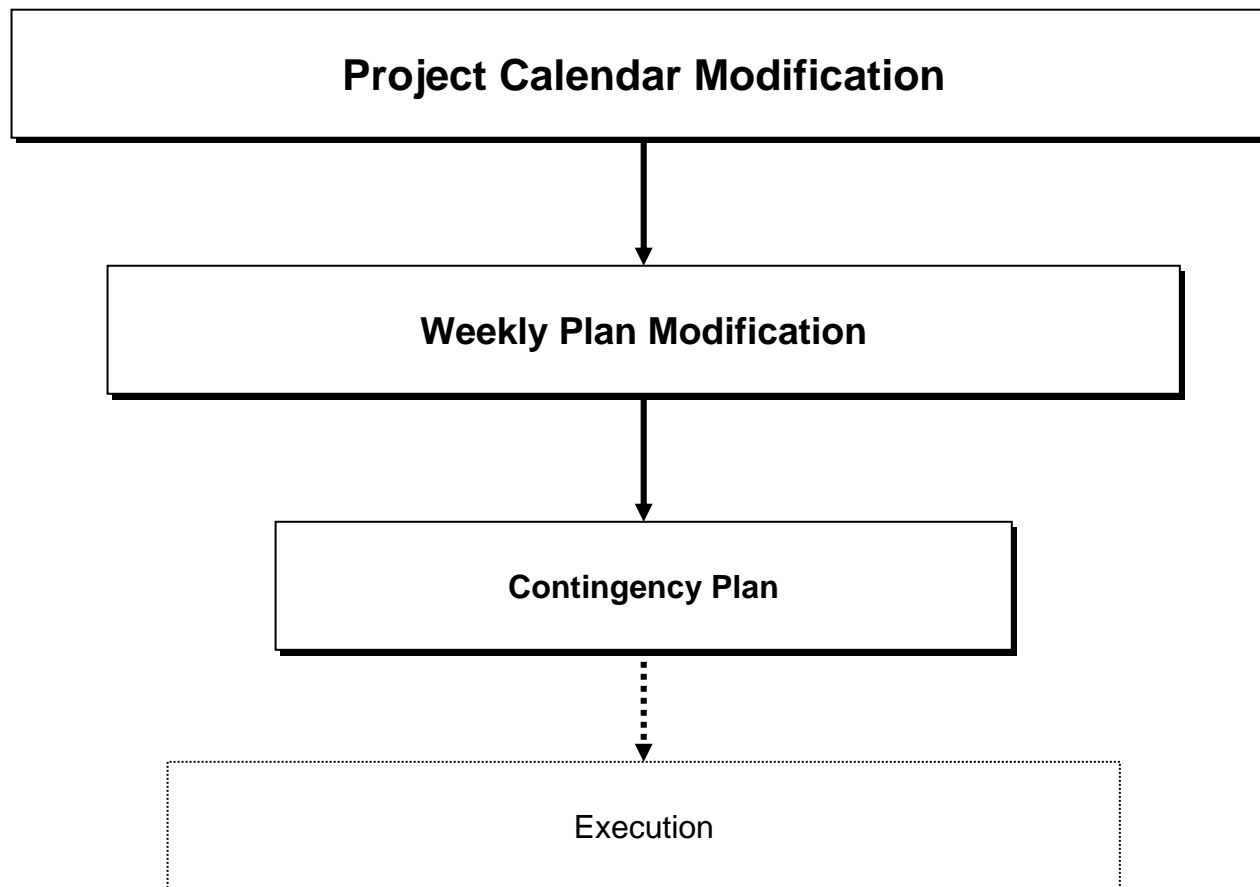 Project Calendar Modification
Weekly Plan Modification
Contingency Plan
Execution